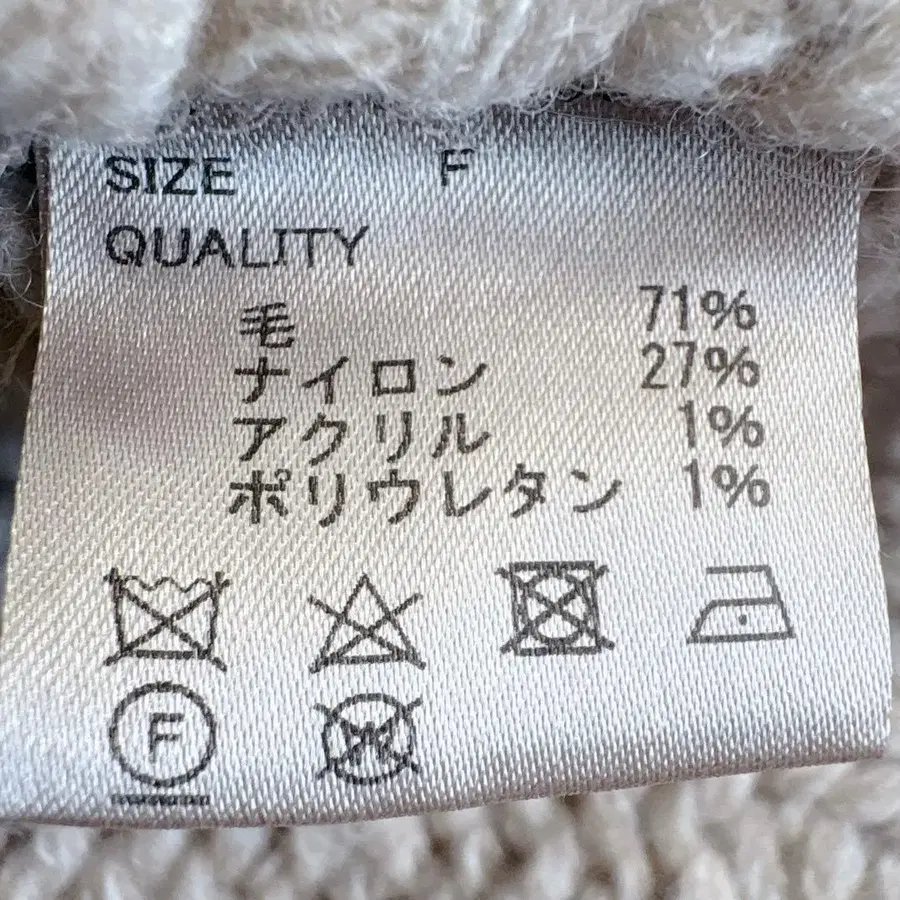 SIZE F
QUALITY
毛 71%
ナイロン 27%
アクリル 1%
ポリウレタン 1%
F
W